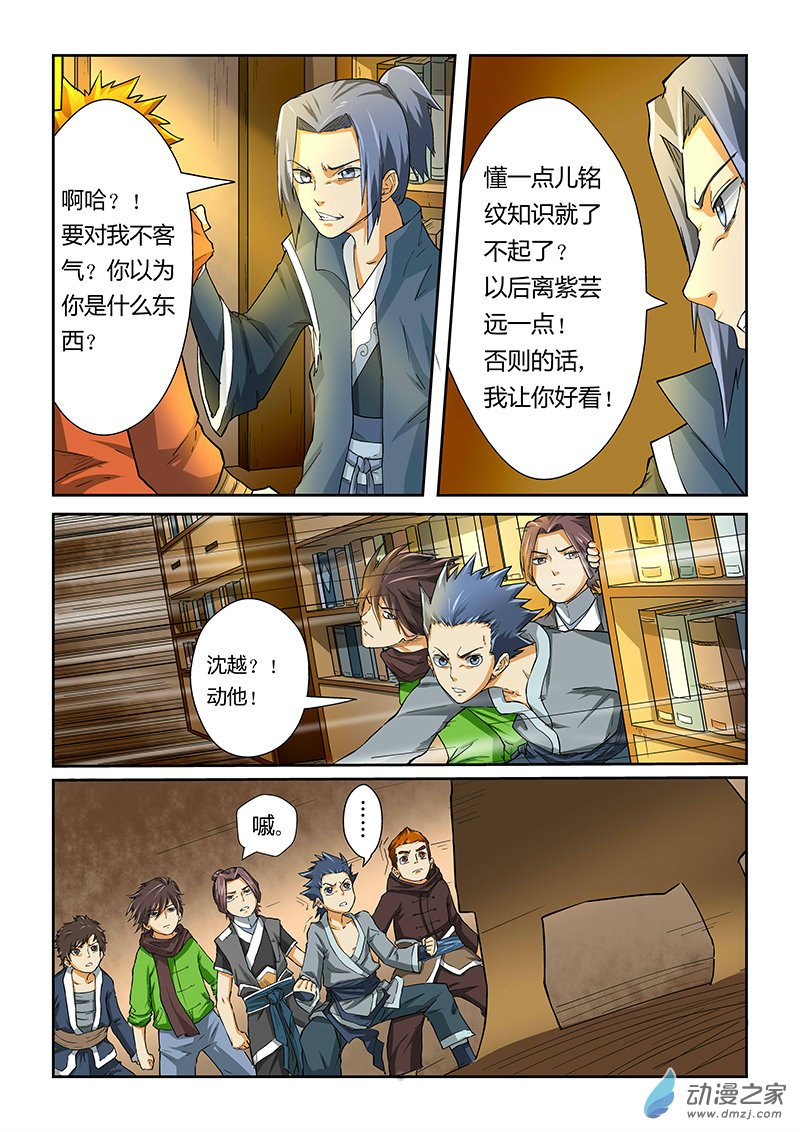 啊哈？！
要对我不客
气？你以为
你是什么东
西？
懂一点儿铭
纹知识就了
不起了？
以后离紫芸
远一点！
否则的话，
我让你好看！
沈越？！
动他！
嘁。
……
动漫之家
www.dmzj.com